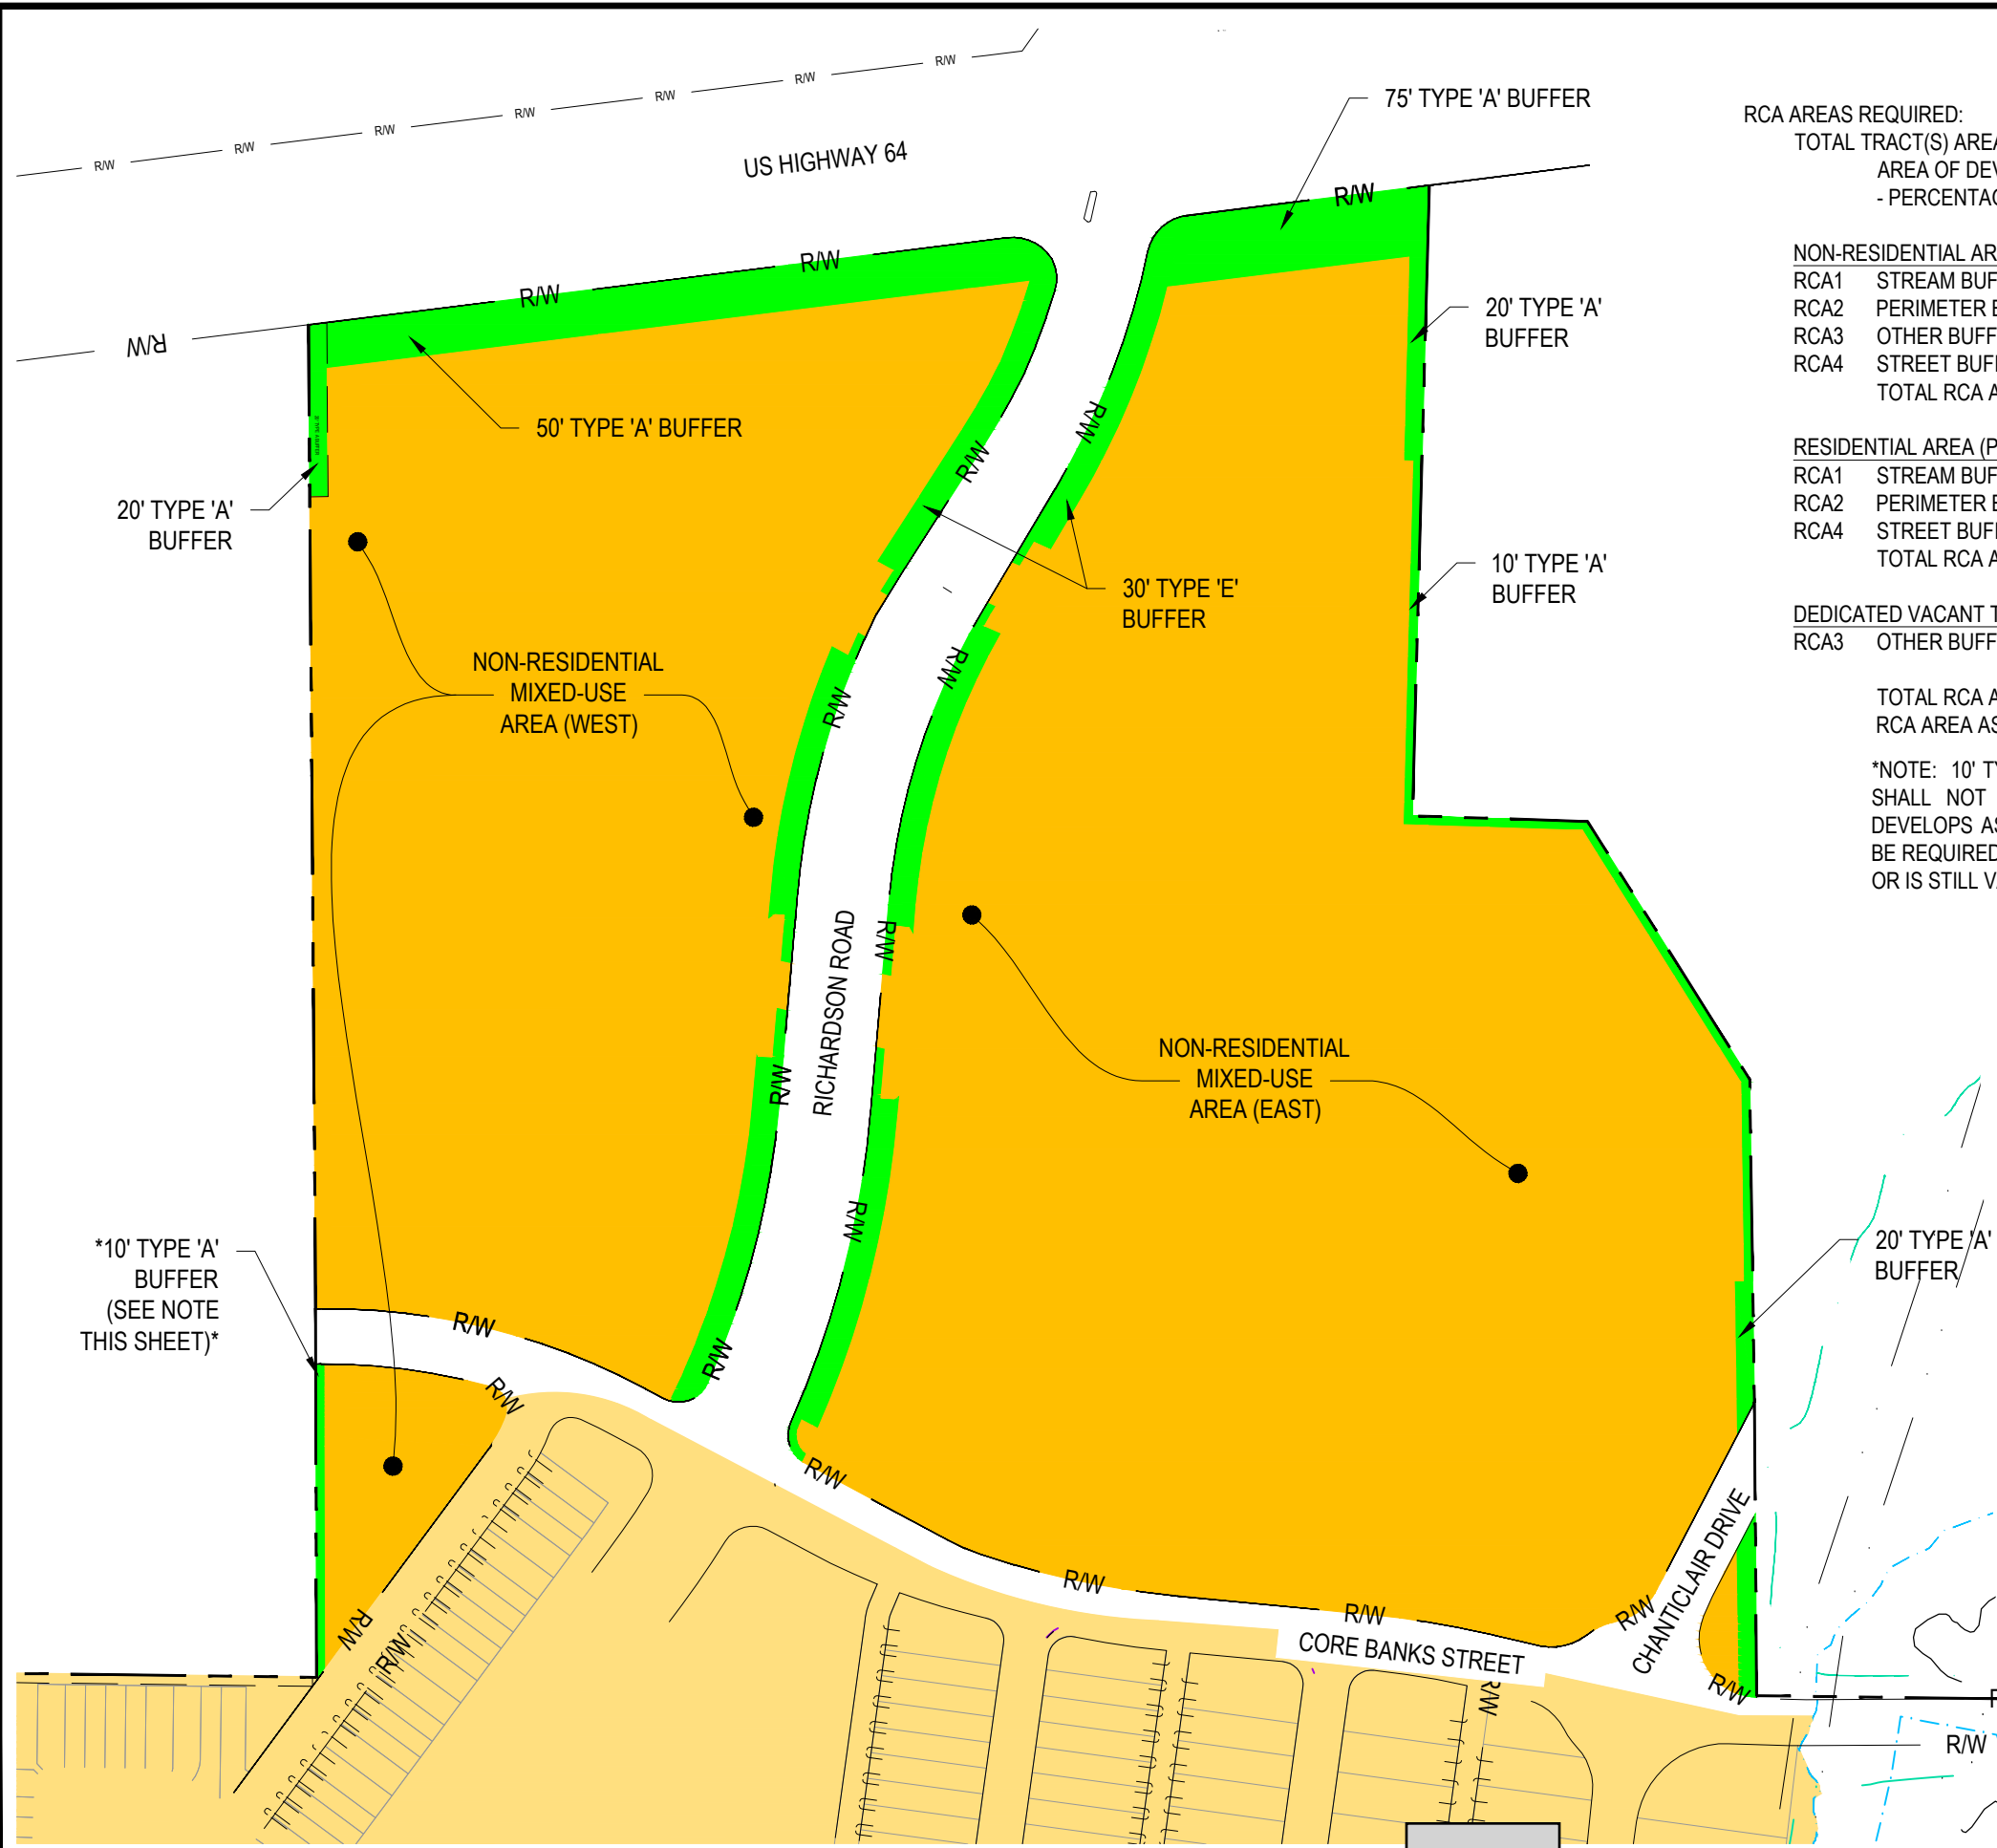 R/W
R/W
R/W
R/W
R/W
R/W
R/W
US HIGHWAY 64
75' TYPE 'A' BUFFER
R/W
R/W
R/W
R/W
20' TYPE 'A'
BUFFER
50' TYPE 'A' BUFFER
R/W
R/W
20' TYPE 'A'
BUFFER
10' TYPE 'A'
BUFFER
30' TYPE 'E'
BUFFER
NON-RESIDENTIAL
MIXED-USE
AREA (WEST)
R/W
R/W
R/W
RICHARDSON ROAD
NON-RESIDENTIAL
MIXED-USE
AREA (EAST)
R/W
R/W
*10' TYPE 'A'
BUFFER
(SEE NOTE
THIS SHEET)*
20' TYPE 'A'
BUFFER
R/W
R/W
R/W
R/W
R/W
R/W
R/W
R/W
R/W
CORE BANKS STREET
CHANTICLAIR DRIVE
R/W
R/W
R/W
RCA AREAS REQUIRED:
TOTAL TRACT(S) AREA
AREA OF DEV
- PERCENTAG
NON-RESIDENTIAL AR
RCA1 STREAM BUF
RCA2 PERIMETER B
RCA3 OTHER BUFF
RCA4 STREET BUF
TOTAL RCA A
RESIDENTIAL AREA (P
RCA1 STREAM BUF
RCA2 PERIMETER B
RCA4 STREET BUF
TOTAL RCA A
DEDICATED VACANT T
RCA3 OTHER BUFF
TOTAL RCA A
RCA AREA AS
*NOTE: 10' TY
SHALL NOT
DEVELOPS AS
BE REQUIRED
OR IS STILL VA